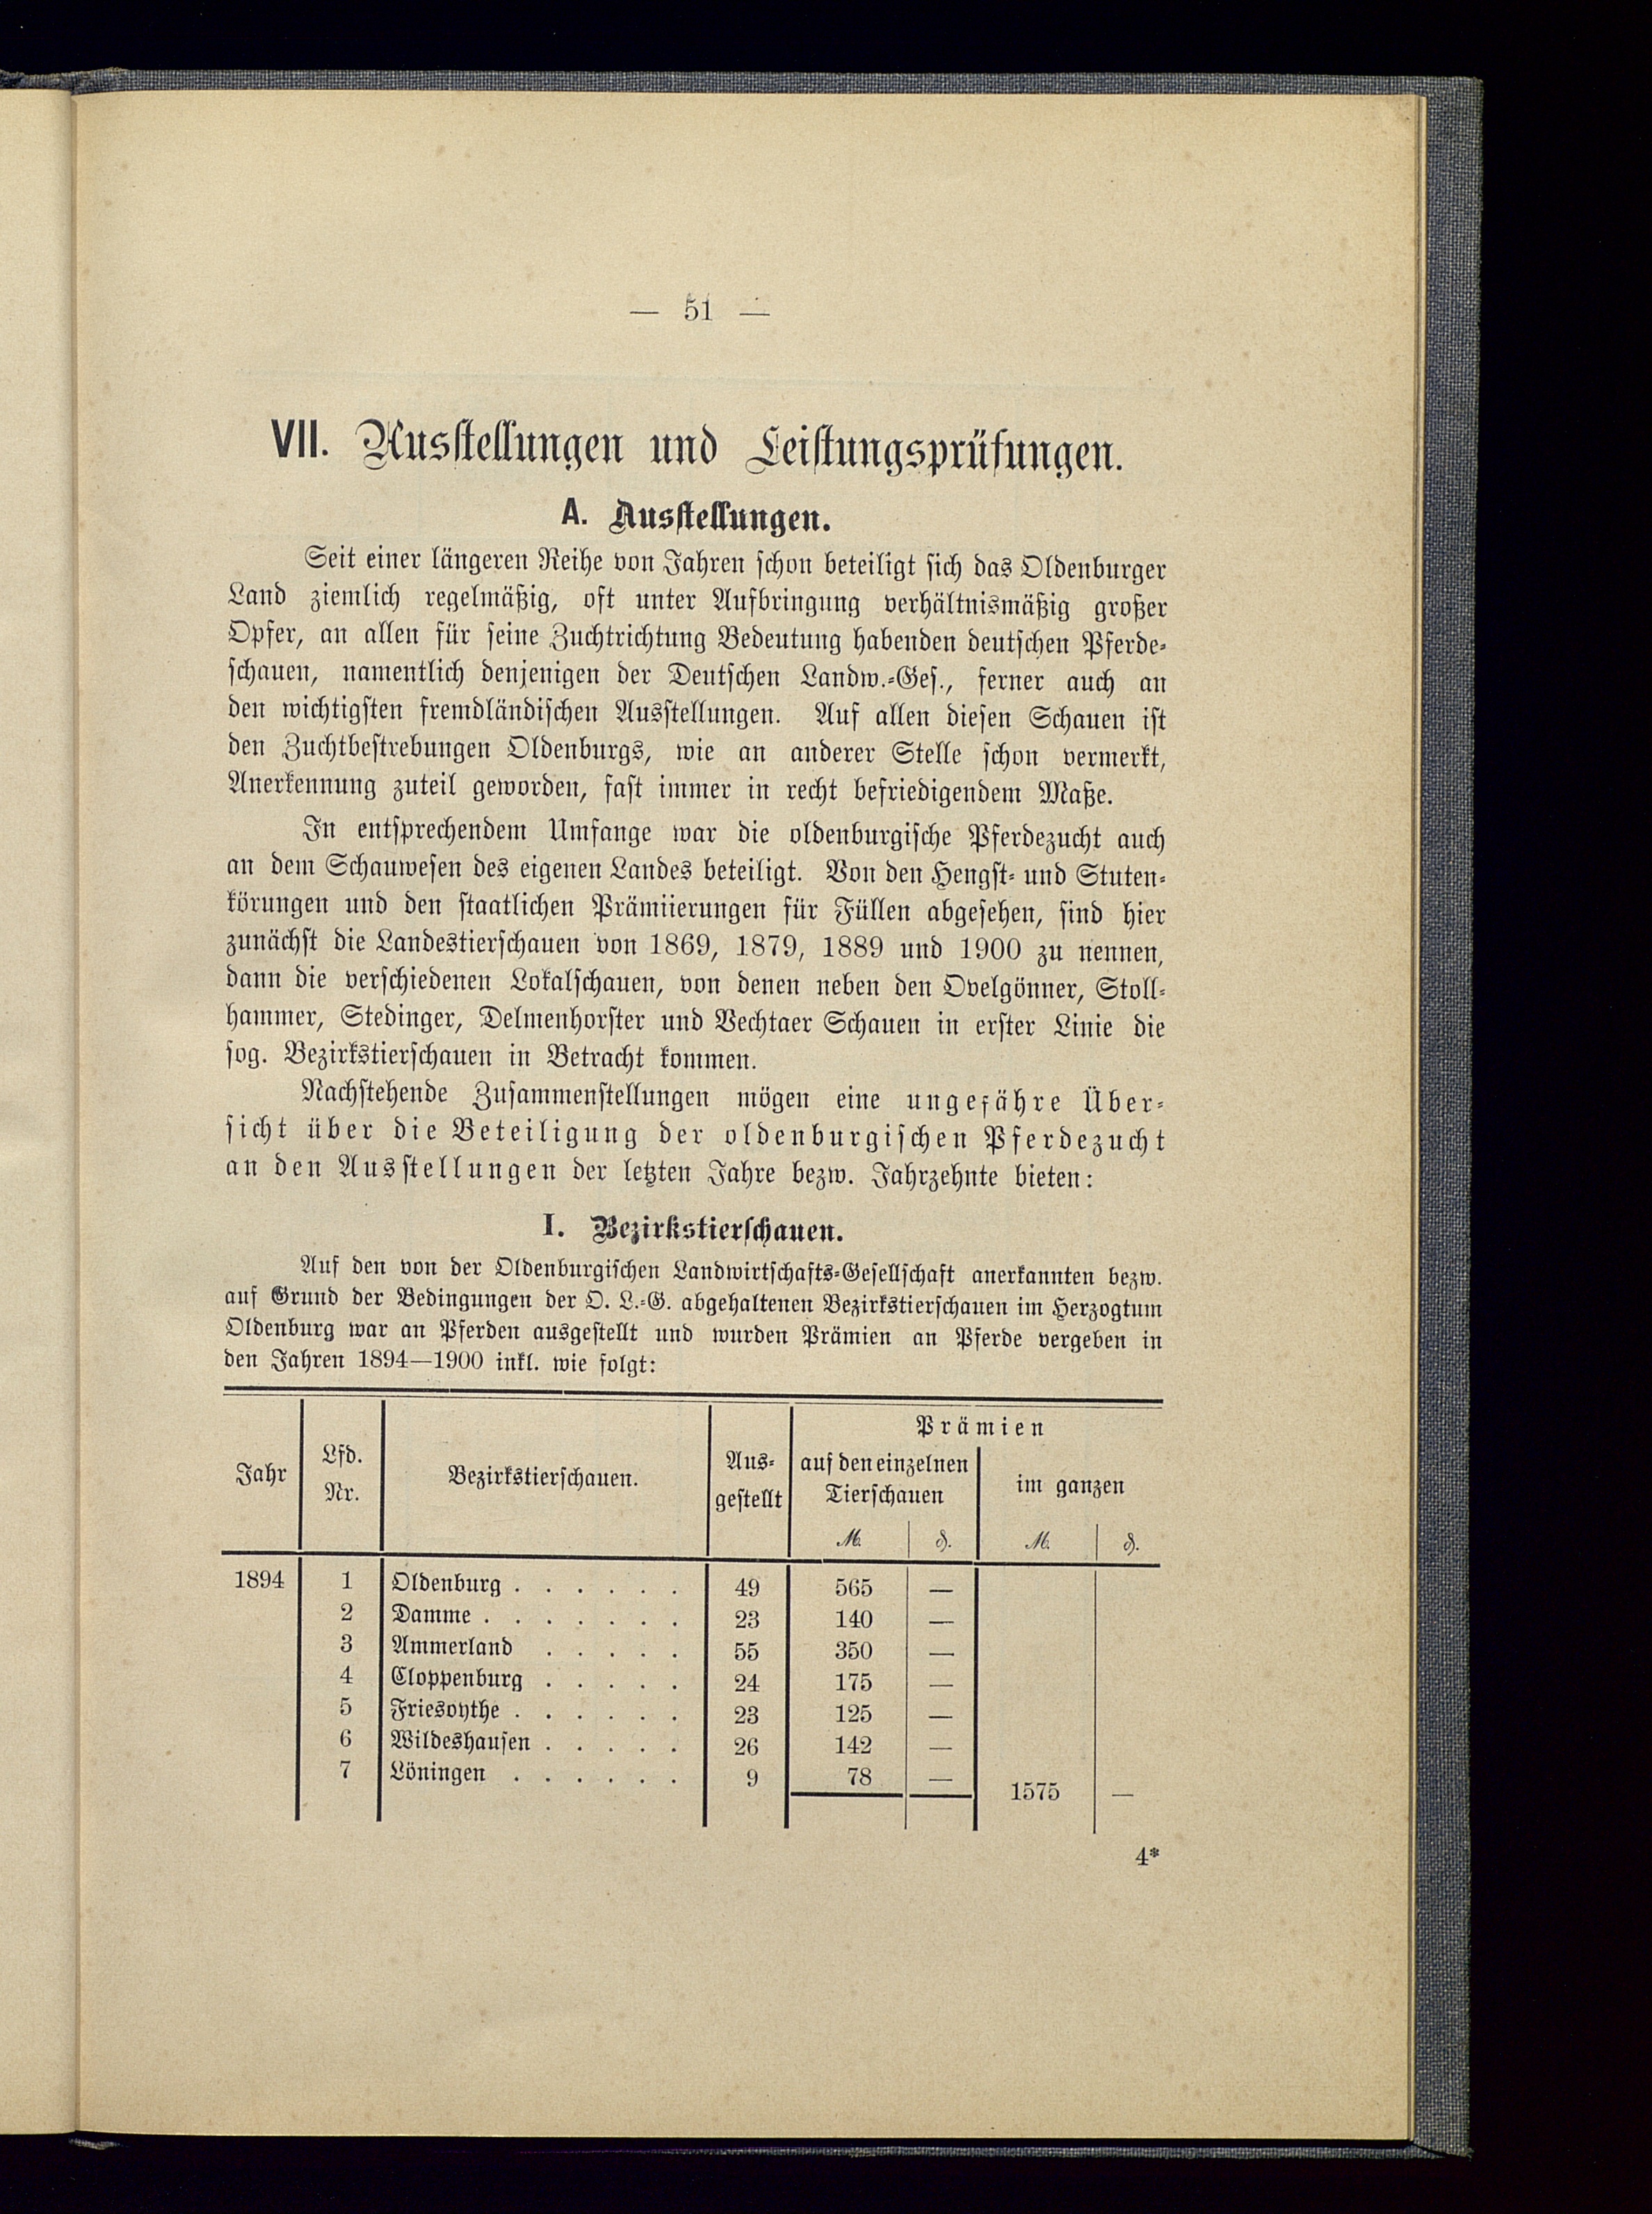 — 51 —
VII. Ausstellungen und Leistungsprüfungen.
A. Ausstellungen.
Seit einer längeren Reihe von Jahren schon beteiligt sich das Oldenburger
Land ziemlich regelmäßig, oft unter Aufbringung verhältnismäßig großer
Opfer, an allen für seine Zuchtrichtung Bedeutung habenden deutschen Pferde-
schauen, namentlich denjenigen der Deutschen Landw.-Ges., ferner auch an
den wichtigsten fremdländischen Ausstellungen. Auf allen diesen Schauen ist
den Zuchtbestrebungen Oldenburgs, wie an anderer Stelle schon vermerkt,
Anerkennung zuteil geworden, fast immer in recht befriedigendem Maße.
In entsprechendem Umfange war die oldenburgische Pferdezucht auch
an dem Schauwesen des eigenen Landes beteiligt. Von den Hengst- und Stuten-
körungen und den staatlichen Prämiierungen für Füllen abgesehen, sind hier
zunächst die Landestierschauen von 1869, 1879, 1889 und 1900 zu nennen,
dann die verschiedenen Lokalschauen, von denen neben den Ovelgönner, Stoll-
hammer, Stedinger, Delmenhorster und Vechtaer Schauen in erster Linie die
sog. Bezirkstierschauen in Betracht kommen.
Nachstehende Zusammenstellungen mögen eine ungefähre Über-
sicht über die Beteiligung der oldenburgischen Pferdezucht
an den Ausstellungen der letzten Jahre bezw. Jahrzehnte bieten:
I. Bezirkstierschauen.
Auf den von der Oldenburgischen Landwirtschafts-Gesellschaft anerkannten bezw.
auf Grund der Bedingungen der O. L.-G. abgehaltenen Bezirkstierschauen im Herzogtum
Oldenburg war an Pferden ausgestellt und wurden Prämien an Pferde vergeben in
den Jahren 1894—1900 inkl. wie folgt:
Jahr Lfd. Nr. Bezirkstierschauen. Aus-gestellt Prämien
auf den einzelnen Tierschauen im ganzen
M. ₰. M. ₰.
1894 1 Oldenburg . . . . . . 49 565 —
2 Damme . . . . . . . 23 140 —
3 Ammerland . . . . . 55 350 —
4 Cloppenburg . . . . . 24 175 —
5 Friesoythe . . . . . . 23 125 —
6 Wildeshausen . . . . . 26 142 —
7 Löningen . . . . . . 9 78 —
1575 —
4*